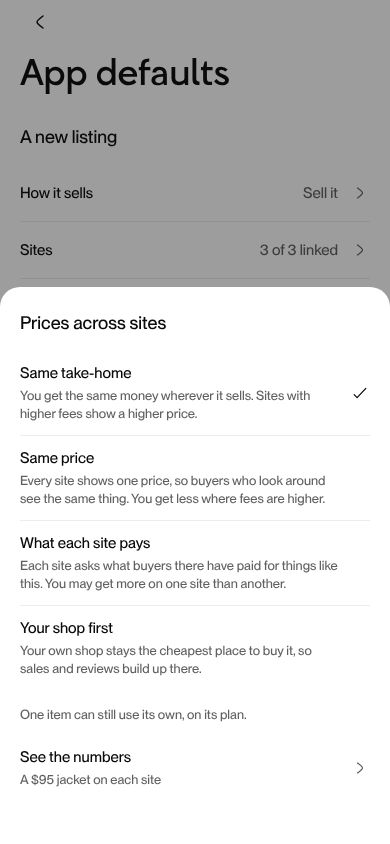 App defaults
A new listing
How it sells
Sell it
Sites
3 of 3 linked
Prices across sites
Same take-home
You get the same money wherever it sells. Sites with
higher fees show a higher price.
Same price
Every site shows one price, so buyers who look around
see the same thing. You get less where fees are higher.
What each site pays
Each site asks what buyers there have paid for things like
this. You may get more on one site than another.
Your shop first
Your own shop stays the cheapest place to buy it, so
sales and reviews build up there.
One item can still use its own, on its plan.
See the numbers
A $95 jacket on each site